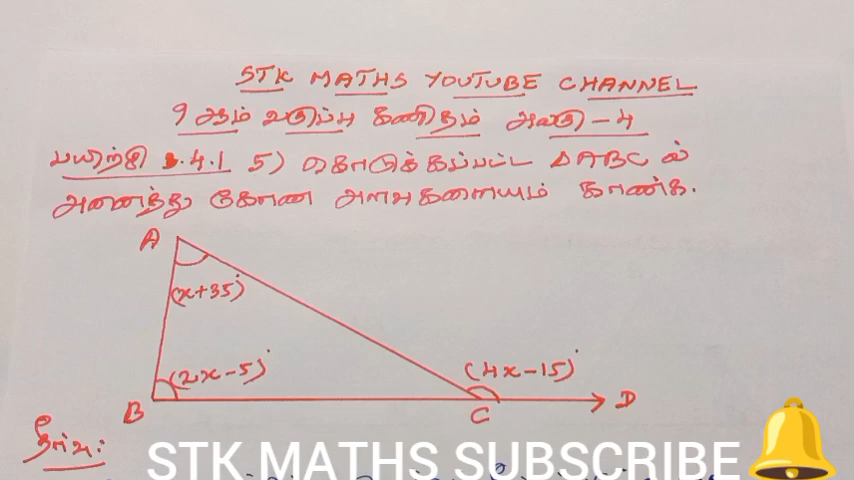 STK MATHS YOUTUBE CHANNEL
9 ஆம் வகுப்பு கணிதம் அலகு - 4
பயிற்சி 4.1 5) கொடுக்கப்பட்ட ΔABC ல்
அனைத்து கோண அளவுகளையும் காண்க.
A
(x+35)°
(2x-5)°
(4x-15)°
B
C
D
தீர்வு:
STK MATHS SUBSCRIBE